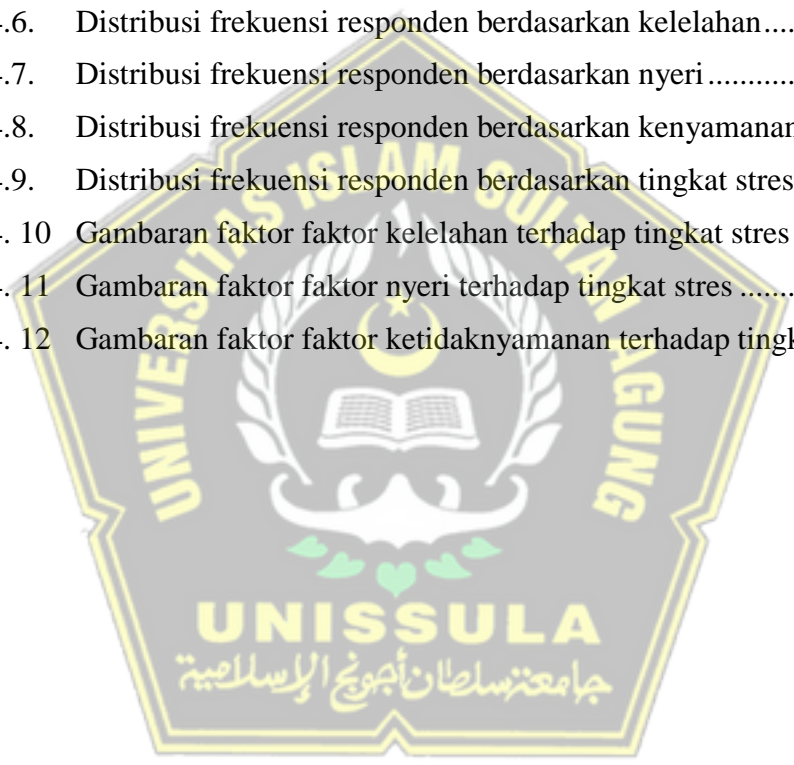 .6. Distribusi frekuensi responden berdasarkan kelelahan....
.7. Distribusi frekuensi responden berdasarkan nyeri............
.8. Distribusi frekuensi responden berdasarkan kenyamanan
.9. Distribusi frekuensi responden berdasarkan tingkat stres
. 10 Gambaran faktor faktor kelelahan terhadap tingkat stres
. 11 Gambaran faktor faktor nyeri terhadap tingkat stres .......
. 12 Gambaran faktor faktor ketidaknyamanan terhadap
UNIVERSITAS ISLAM SULTAN AGUNG
UNISSULA
جامعة سلطان أجونج الإسلامية